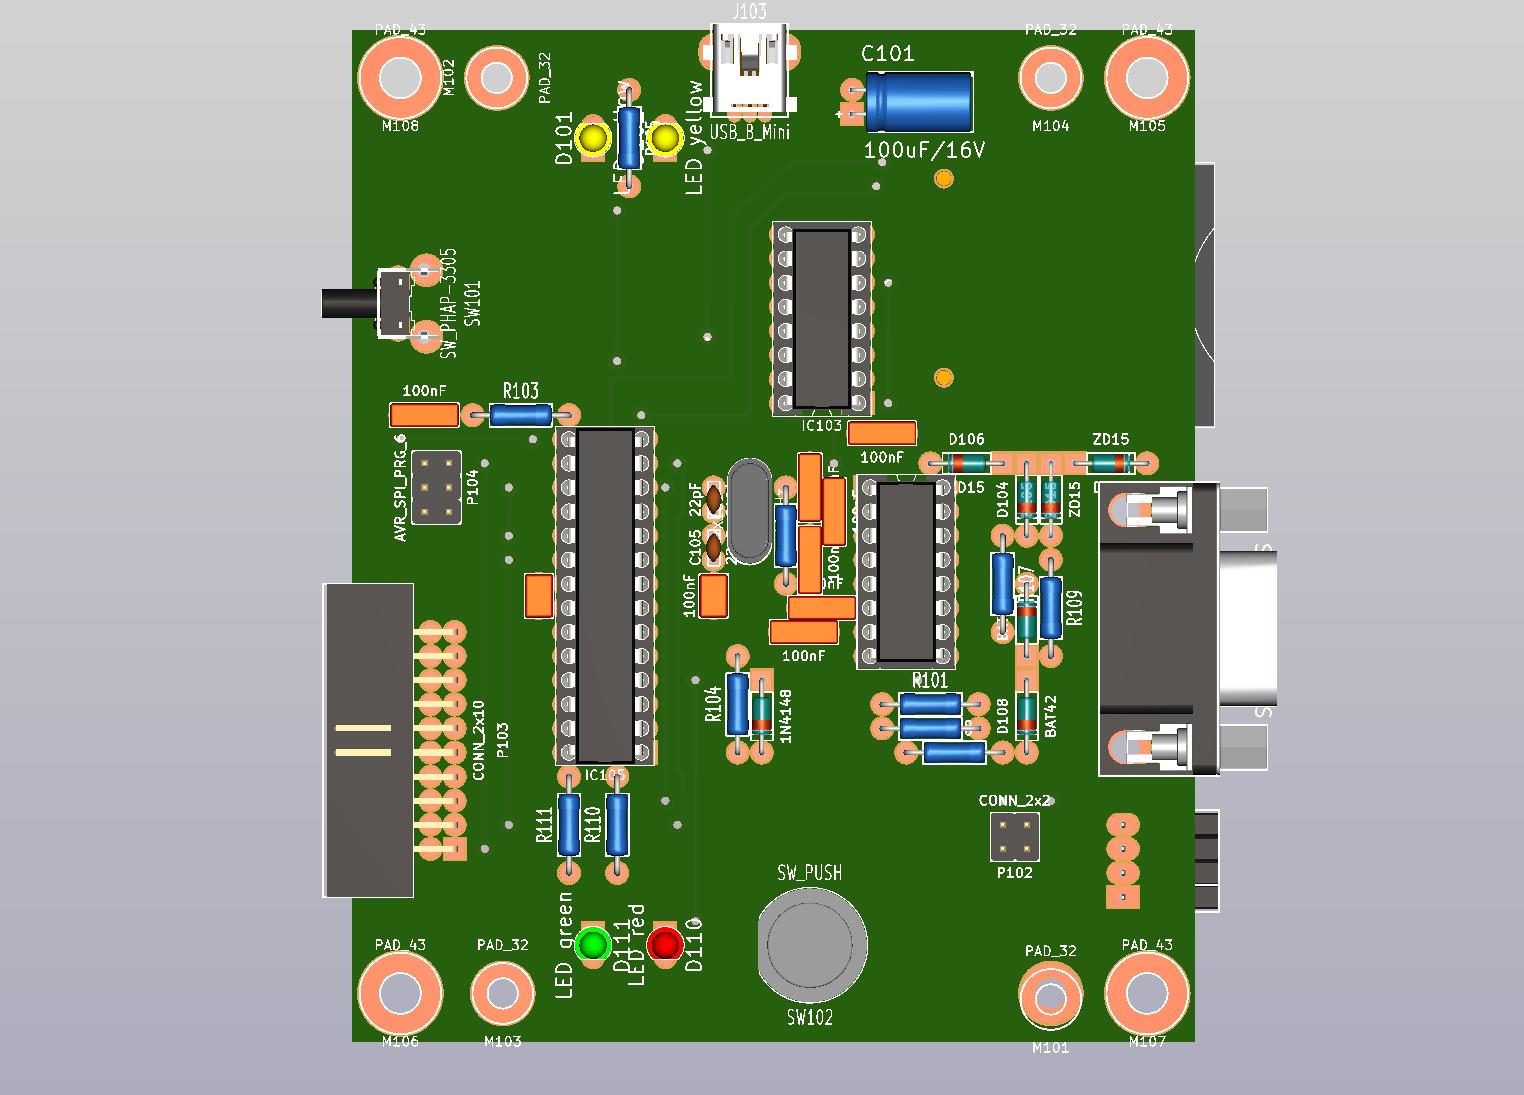 J103
PAD_43
PAD_32
PAD_43
M102
PAD_32
C101
M108
D101
LED yellow
USB_B_Mini
M104
M105
100uF/16V
SW_PHAP-3305
SW101
100nF
R103
IC103
100nF
D106
ZD15
AVR_SPI_PRG_6
P104
22pF
D15
D104
ZD15
C105
100nF
100nF
R109
100nF
R101
R104
1N4148
D108
BAT42
CONN_2x10
P103
IC105
R111
R110
CONN_2x2
P102
SW_PUSH
LED green
D111
LED red
D110
PAD_43
PAD_32
PAD_32
PAD_43
SW102
M106
M103
M101
M107